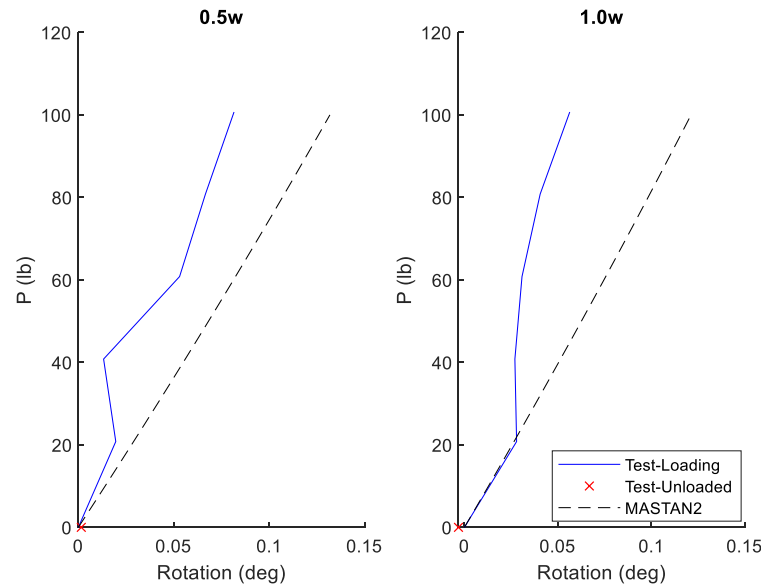 0.5w
120
100
80
60
40
20
0
P (lb)
0
0.05
0.1
0.15
Rotation (deg)
1.0w
120
100
80
60
40
20
0
P (lb)
0
0.05
0.1
0.15
Rotation (deg)
Test-Loading
Test-Unloaded
MASTAN2